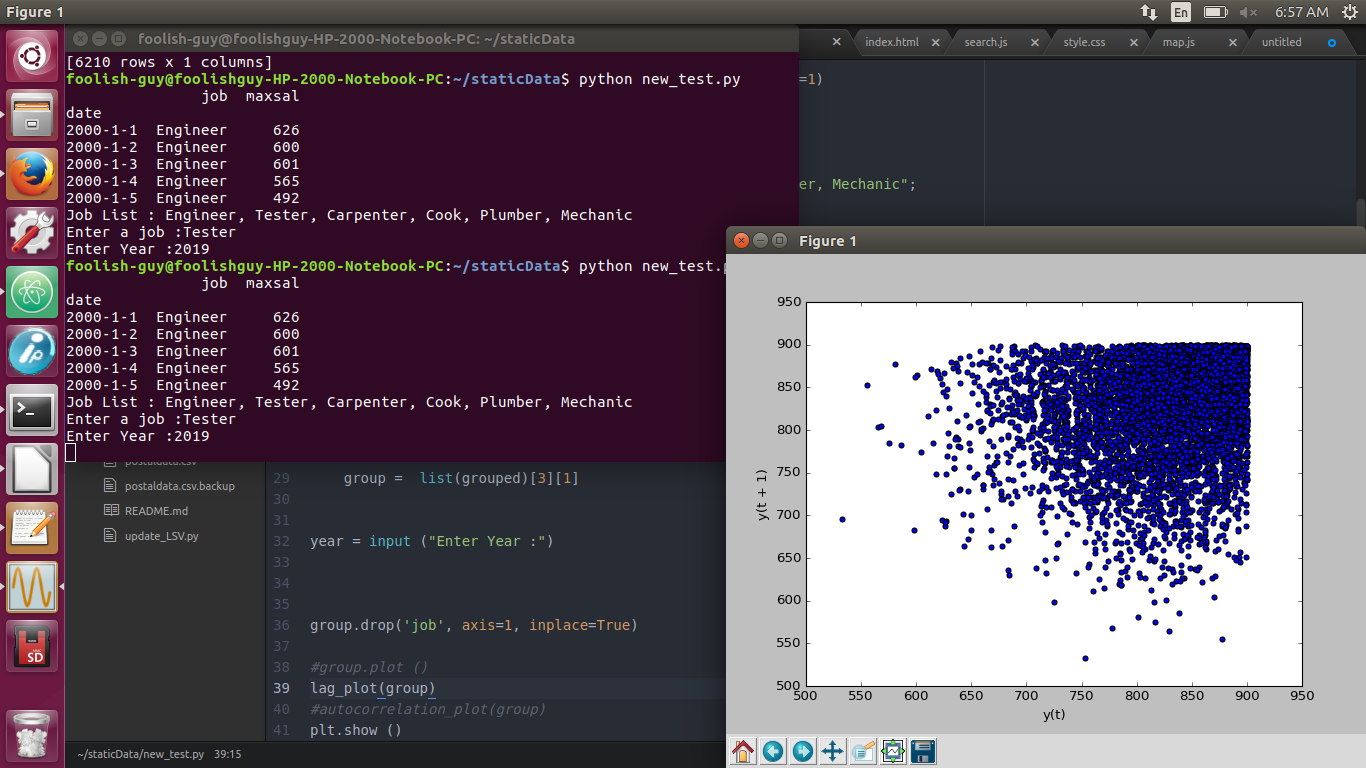 Figure 1
En
6:57 AM
foolish-guy@foolishguy-HP-2000-Notebook-PC: ~/staticData
[6210 rows x 1 columns]
foolish-guy@foolishguy-HP-2000-Notebook-PC:~/staticData$ python new_test.py
job maxsal
date
2000-1-1 Engineer 626
2000-1-2 Engineer 600
2000-1-3 Engineer 601
2000-1-4 Engineer 565
2000-1-5 Engineer 492
Job List : Engineer, Tester, Carpenter, Cook, Plumber, Mechanic
Enter a job :Tester
Enter Year :2019
foolish-guy@foolishguy-HP-2000-Notebook-PC:~/staticData$ python new_test.p
job maxsal
date
2000-1-1 Engineer 626
2000-1-2 Engineer 600
2000-1-3 Engineer 601
2000-1-4 Engineer 565
2000-1-5 Engineer 492
Job List : Engineer, Tester, Carpenter, Cook, Plumber, Mechanic
Enter a job :Tester
Enter Year :2019
index.html
search.js
style.css
map.js
untitled
=1)
er, Mechanic";
postaldata.csv
postaldata.csv.backup
README.md
update_LSV.py
29 group = list(grouped)[3][1]
30
31
32 year = input ("Enter Year :")
33
34
35
36 group.drop('job', axis=1, inplace=True)
37
38 #group.plot ()
39 lag_plot(group)
40 #autocorrelation_plot(group)
41 plt.show ()
~/staticData/new_test.py 39:15
Figure 1
950
900
850
800
750
700
650
600
550
500
y(t + 1)
500 550 600 650 700 750 800 850 900 950
y(t)
SD